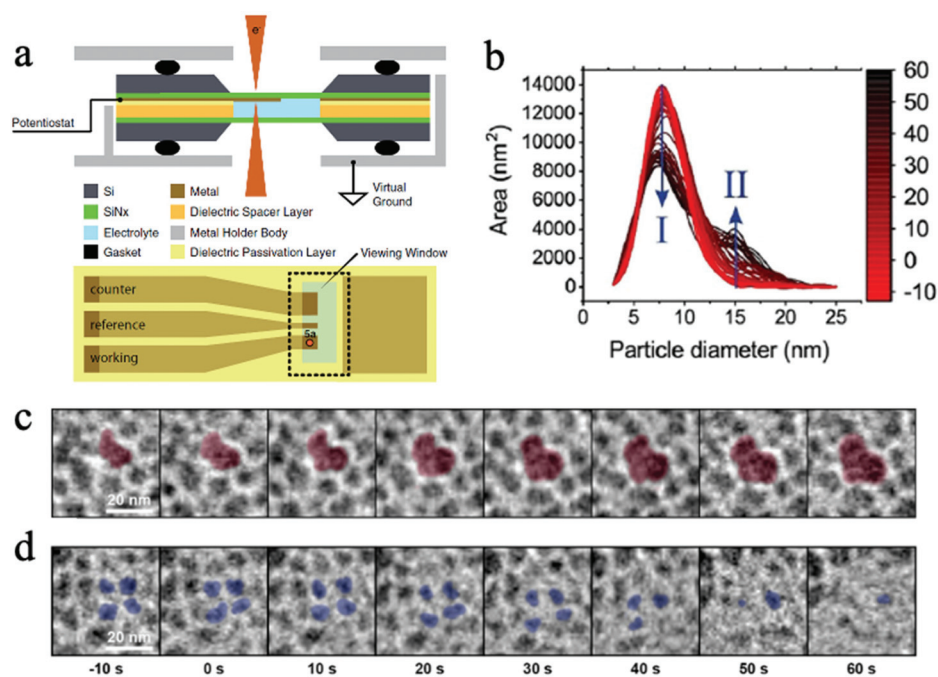 a
e⁻
Potentiostat
Virtual
Ground
Si
Metal
SiNx
Dielectric Spacer Layer
Electrolyte
Metal Holder Body
Gasket
Dielectric Passivation Layer
Viewing Window
counter
reference
working
5a
b
Area (nm²)
14000
12000
10000
8000
6000
4000
2000
0
I
II
0 5 10 15 20 25
Particle diameter (nm)
60
50
40
30
20
10
0
-10
c
20 nm
d
20 nm
-10 s 0 s 10 s 20 s 30 s 40 s 50 s 60 s